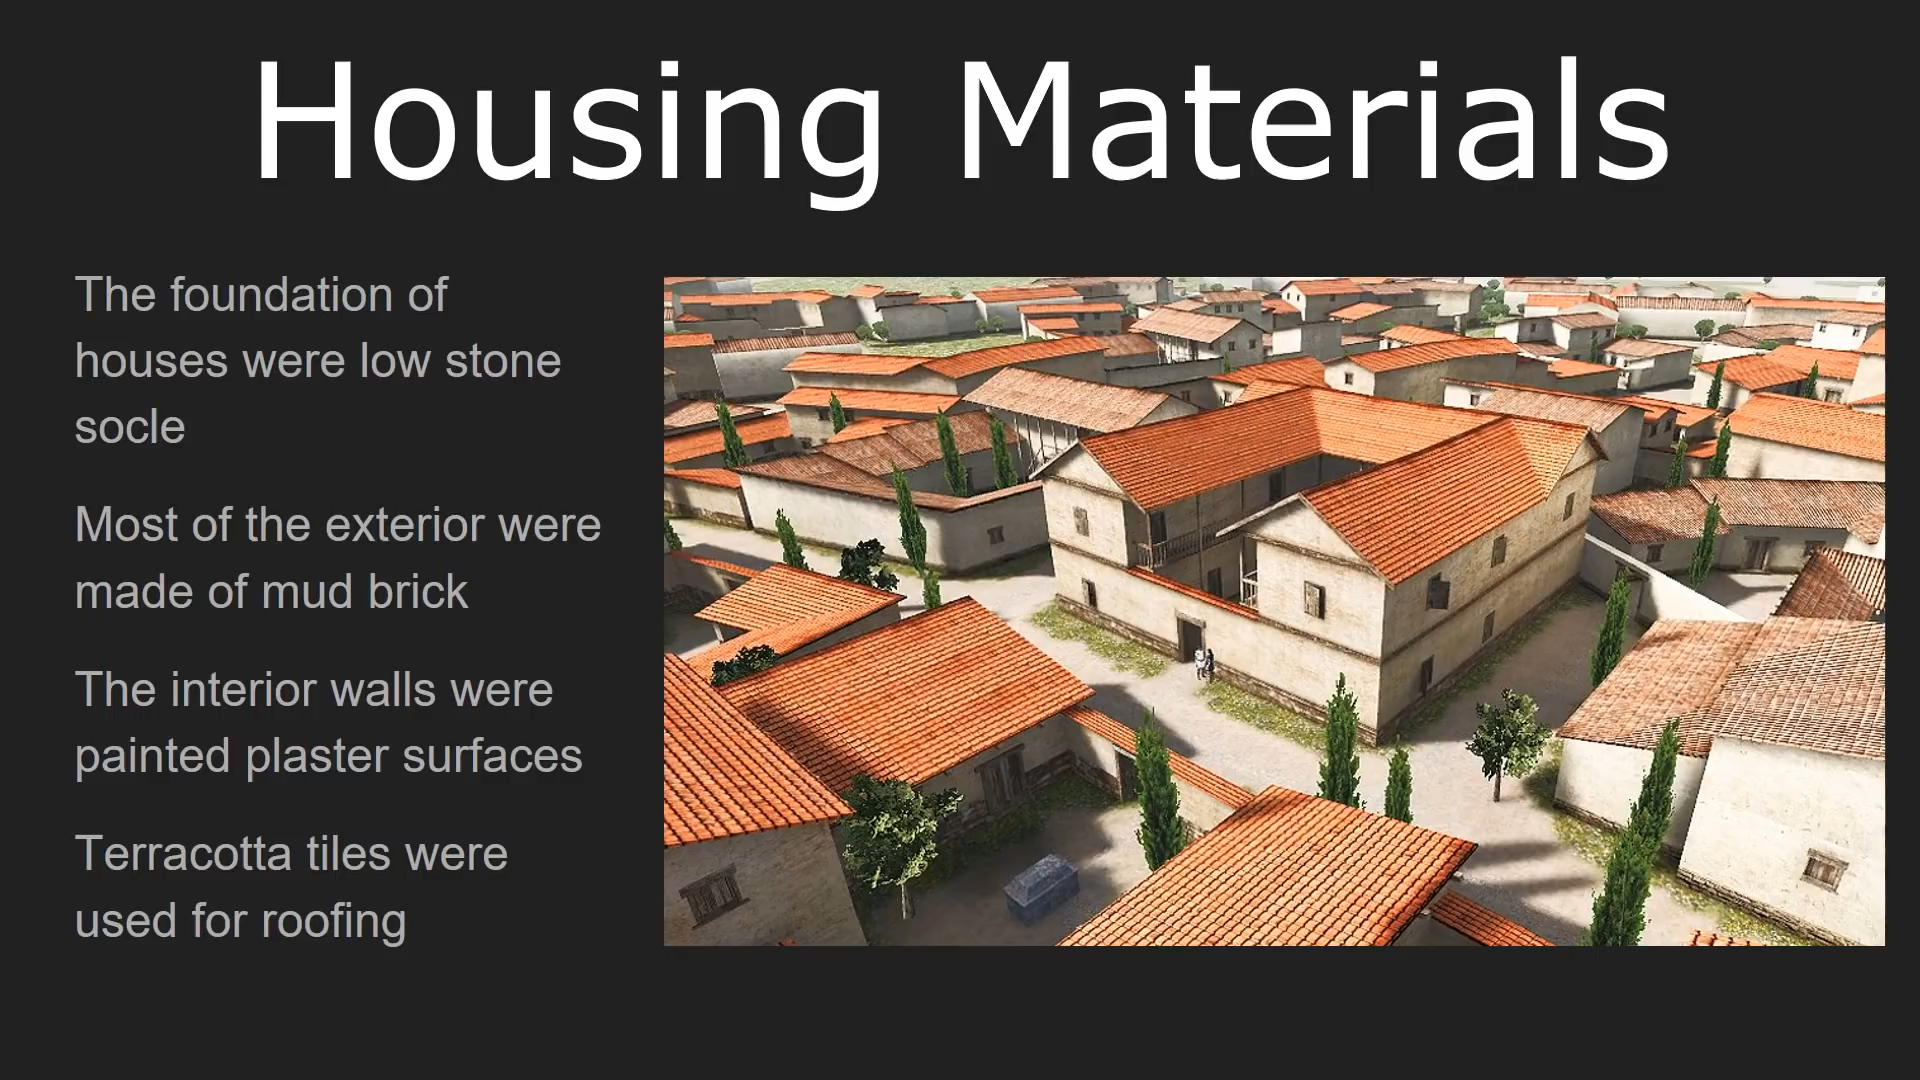 Housing Materials
The foundation of
houses were low stone
socle
Most of the exterior were
made of mud brick
The interior walls were
painted plaster surfaces
Terracotta tiles were
used for roofing